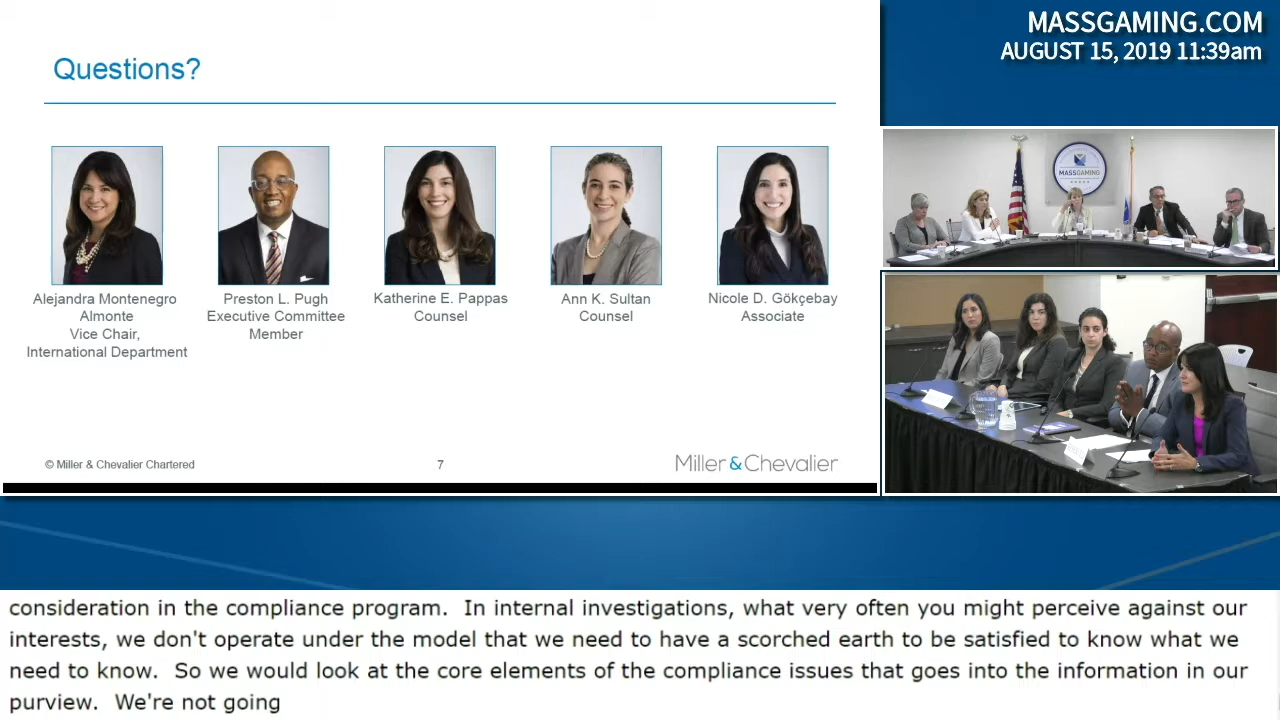 MASSGAMING.COM
AUGUST 15, 2019 11:39am
Questions?
Alejandra Montenegro
Almonte
Vice Chair,
International Department
Preston L. Pugh
Executive Committee
Member
Katherine E. Pappas
Counsel
Ann K. Sultan
Counsel
Nicole D. Gökçebay
Associate
© Miller & Chevalier Chartered
7
Miller&Chevalier
MASSGAMING
consideration in the compliance program.  In internal investigations, what very often you might perceive against our
interests, we don't operate under the model that we need to have a scorched earth to be satisfied to know what we
need to know.  So we would look at the core elements of the compliance issues that goes into the information in our
purview.  We're not going